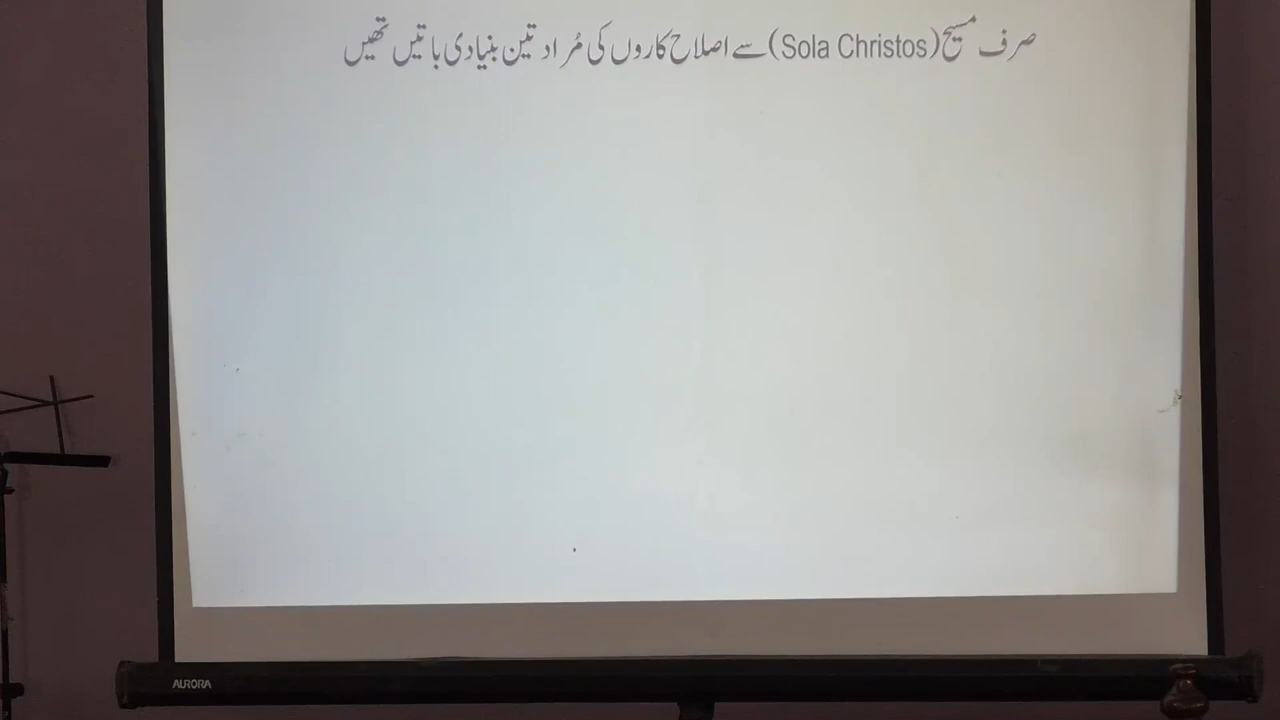 صرف مسیح (Sola Christos) سے اصلاح کاروں کی مُراد تین بنیادی باتیں تھیں
AURORA